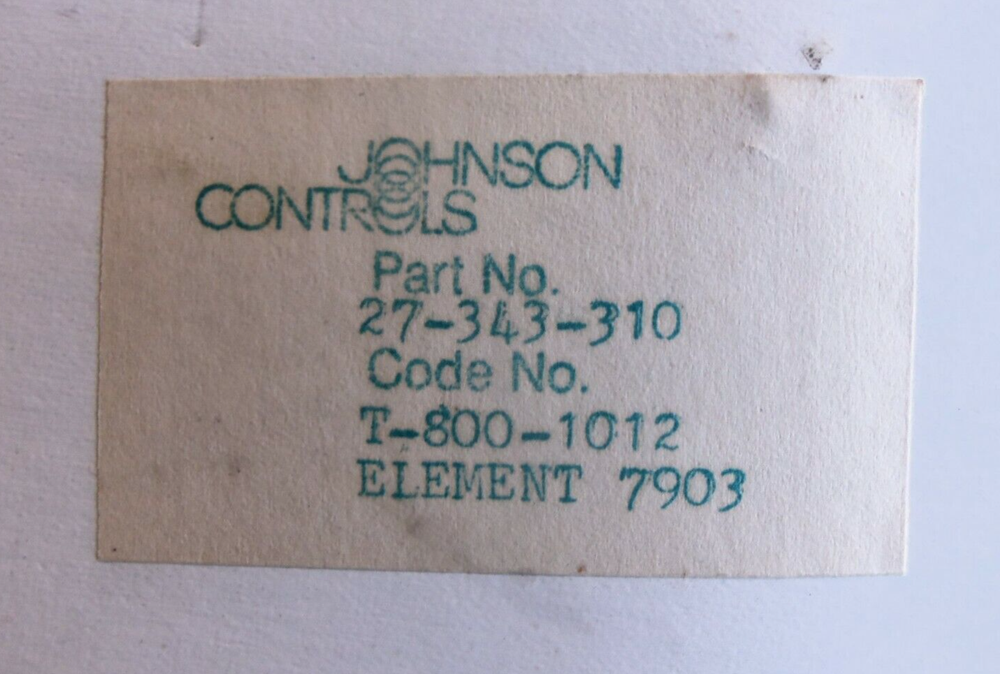 JOHNSON
CONTROLS
Part No.
27-343-310
Code No.
T-800-1012
ELEMENT 7903